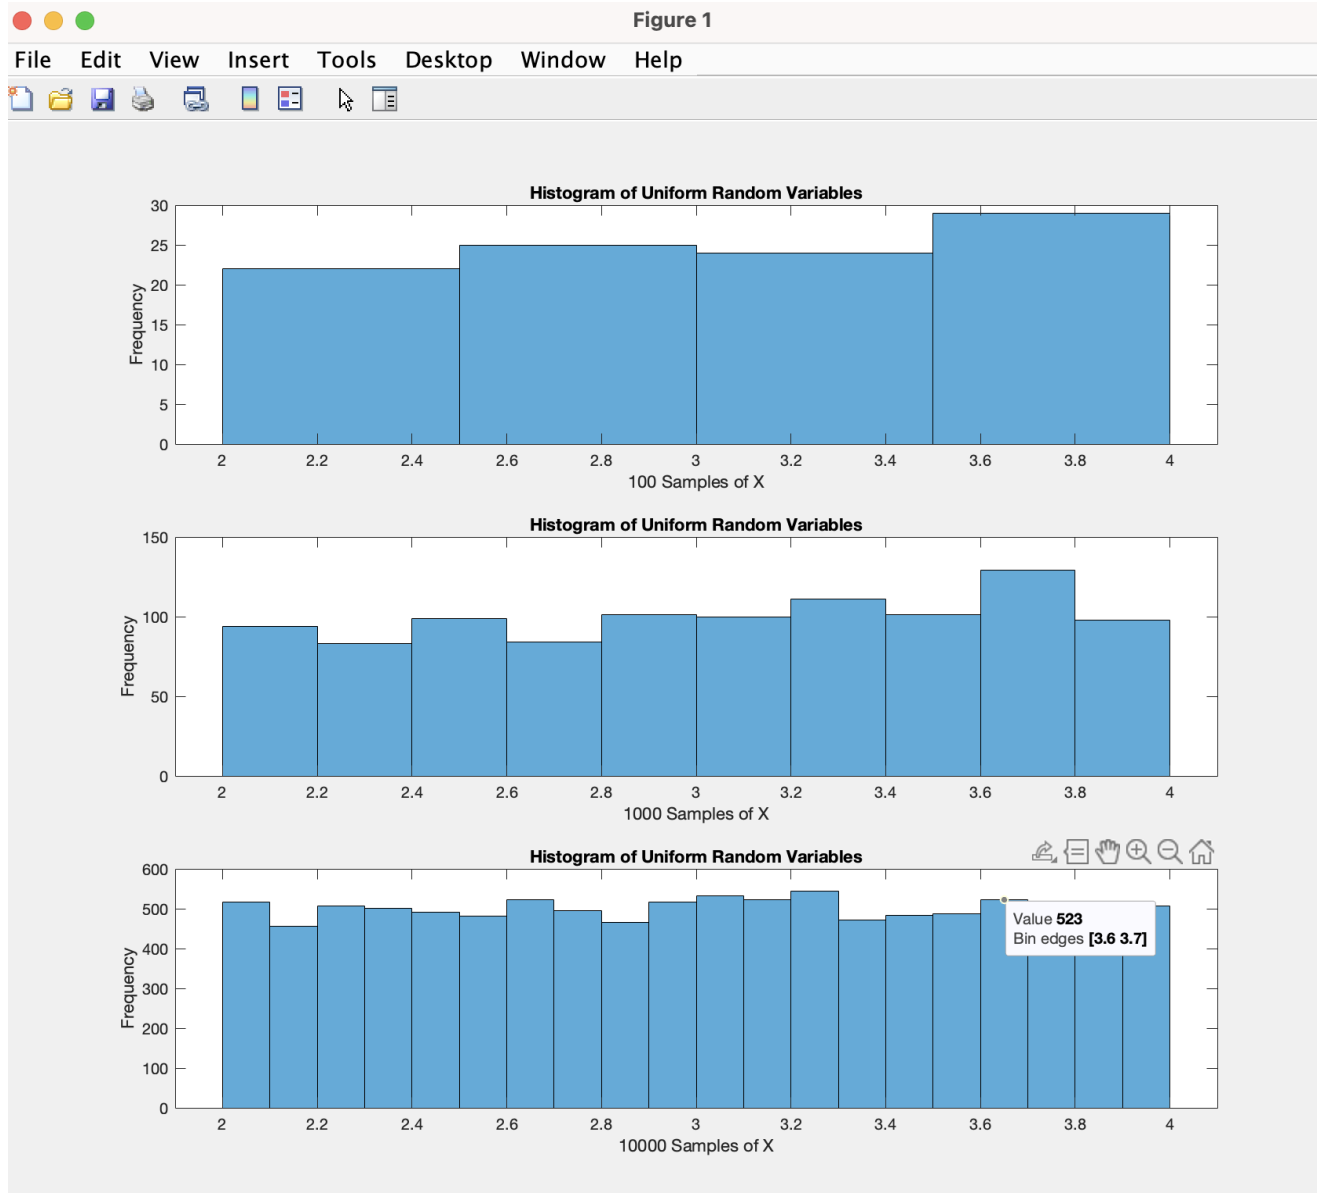 Figure 1
File Edit View Insert Tools Desktop Window Help
Histogram of Uniform Random Variables
30
25
20
15
10
5
0
Frequency
2 2.2 2.4 2.6 2.8 3 3.2 3.4 3.6 3.8 4
100 Samples of X
Histogram of Uniform Random Variables
150
100
50
0
Frequency
2 2.2 2.4 2.6 2.8 3 3.2 3.4 3.6 3.8 4
1000 Samples of X
Histogram of Uniform Random Variables
600
500
400
300
200
100
0
Frequency
Value 523
Bin edges [3.6 3.7]
2 2.2 2.4 2.6 2.8 3 3.2 3.4 3.6 3.8 4
10000 Samples of X